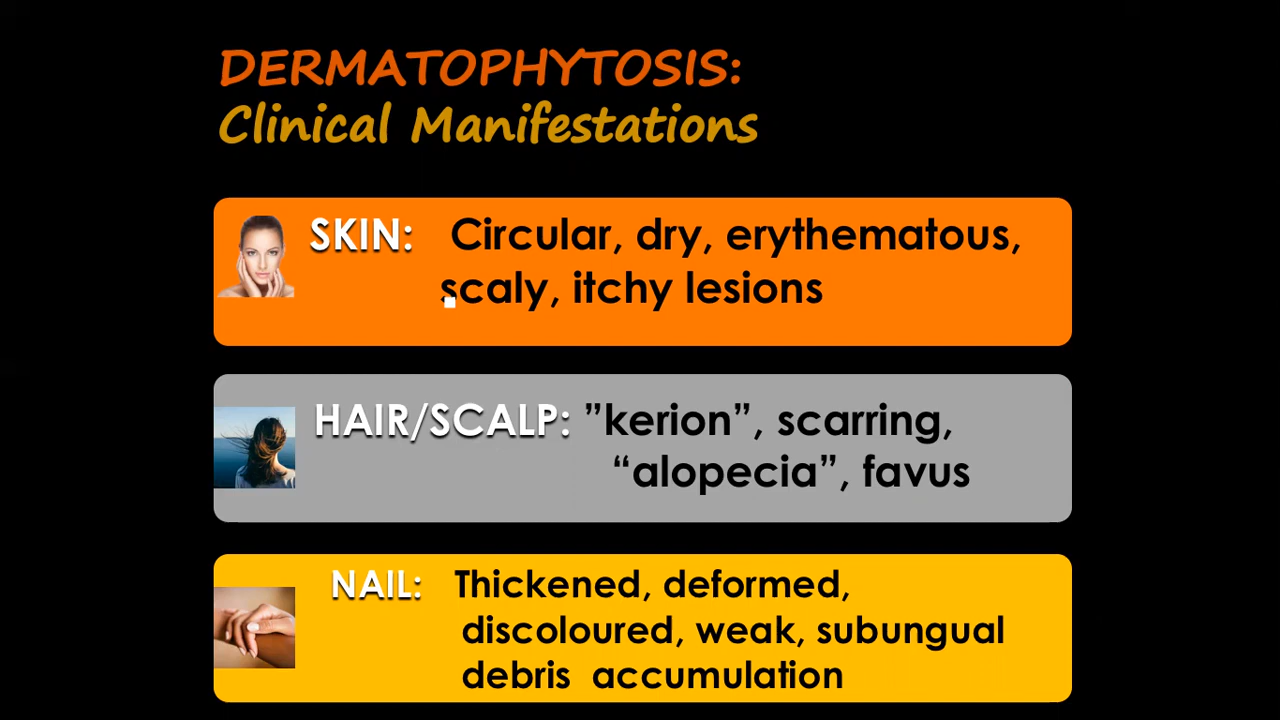 DERMATOPHYTOSIS:
Clinical Manifestations
SKIN: Circular, dry, erythematous,
scaly, itchy lesions
HAIR/SCALP: ”kerion”, scarring,
“alopecia”, favus
NAIL: Thickened, deformed,
discoloured, weak, subungual
debris accumulation